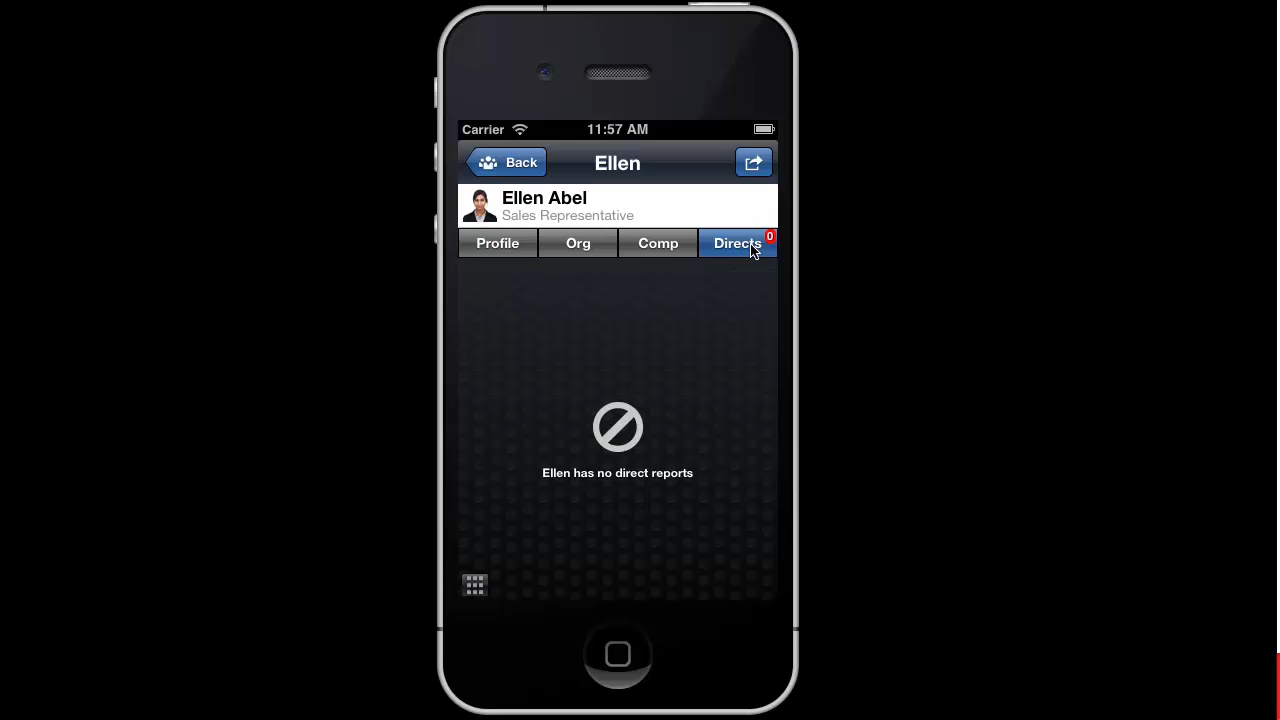 Carrier 11:57 AM
Back Ellen
Ellen Abel
Sales Representative
Profile Org Comp Directs 0
Ellen has no direct reports